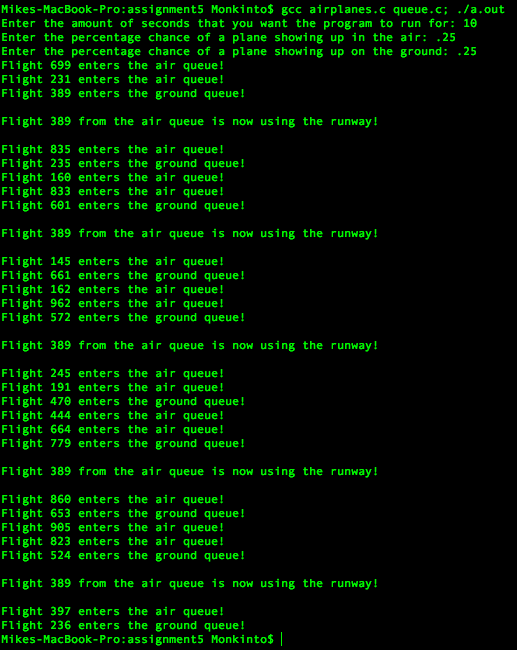 Mikes-MacBook-Pro:assignment5 Monkinto$ gcc airplanes.c queue.c; ./a.out
Enter the amount of seconds that you want the program to run for: 10
Enter the percentage chance of a plane showing up in the air: .25
Enter the percentage chance of a plane showing up on the ground: .25
Flight 699 enters the air queue!
Flight 231 enters the air queue!
Flight 389 enters the ground queue!
Flight 389 from the air queue is now using the runway!
Flight 835 enters the air queue!
Flight 235 enters the ground queue!
Flight 160 enters the air queue!
Flight 833 enters the air queue!
Flight 601 enters the ground queue!
Flight 389 from the air queue is now using the runway!
Flight 145 enters the air queue!
Flight 661 enters the ground queue!
Flight 162 enters the air queue!
Flight 962 enters the air queue!
Flight 572 enters the ground queue!
Flight 389 from the air queue is now using the runway!
Flight 245 enters the air queue!
Flight 191 enters the air queue!
Flight 470 enters the ground queue!
Flight 444 enters the air queue!
Flight 664 enters the air queue!
Flight 779 enters the ground queue!
Flight 389 from the air queue is now using the runway!
Flight 860 enters the air queue!
Flight 653 enters the ground queue!
Flight 905 enters the air queue!
Flight 823 enters the air queue!
Flight 524 enters the ground queue!
Flight 389 from the air queue is now using the runway!
Flight 397 enters the air queue!
Flight 236 enters the ground queue!
Mikes-MacBook-Pro:assignment5 Monkinto$